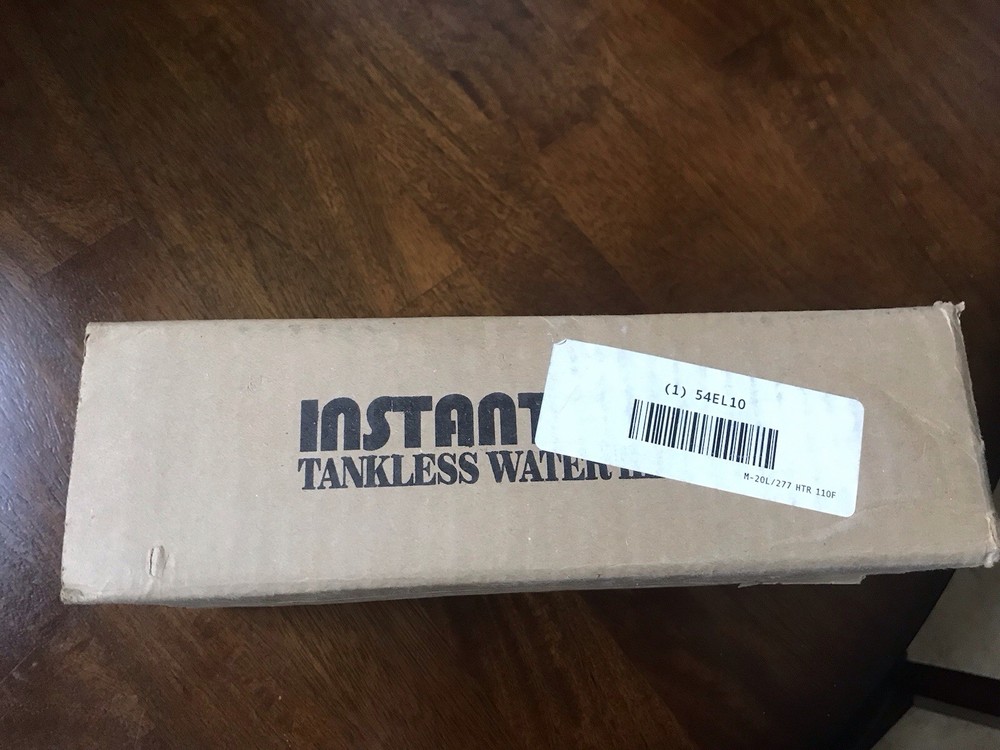 INSTANT
TANKLESS WATER
(1) 54EL10
M-20L/277 HTR 110F